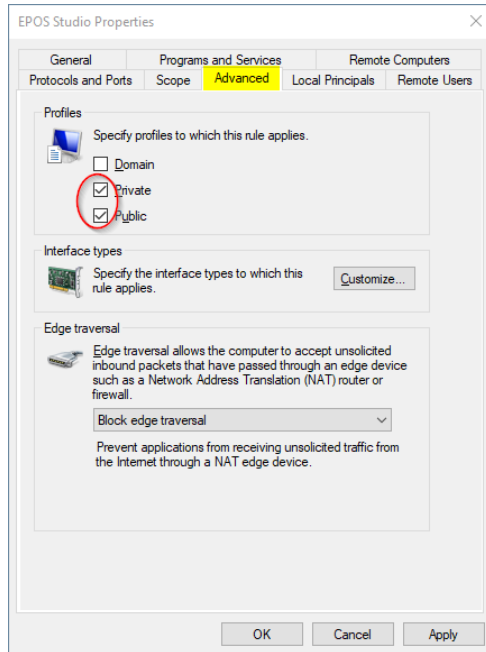 EPOS Studio Properties
General Programs and Services Remote Computers
Protocols and Ports Scope Advanced Local Principals Remote Users
Profiles
Specify profiles to which this rule applies.
Domain
Private
Public
Interface types
Specify the interface types to which this
rule applies.
Customize...
Edge traversal
Edge traversal allows the computer to accept unsolicited
inbound packets that have passed through an edge device
such as a Network Address Translation (NAT) router or
firewall.
Block edge traversal
Prevent applications from receiving unsolicited traffic from
the Internet through a NAT edge device.
OK Cancel Apply